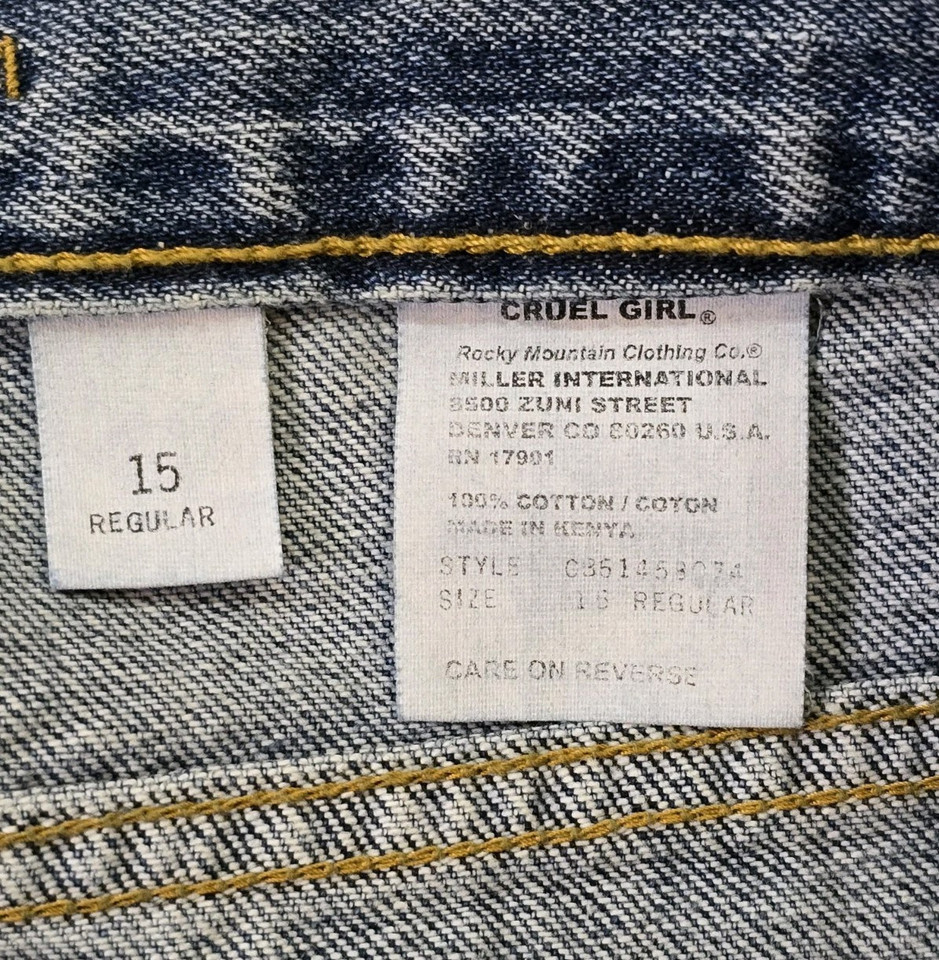 15
REGULAR
CRUEL GIRL®
Rocky Mountain Clothing Co.®
MILLER INTERNATIONAL
8500 ZUNI STREET
DENVER CO 80260 U.S.A.
RN 17991
100% COTTON / COTON
MADE IN KENYA
STYLE
SIZE 15 REGULAR
CARE ON REVERSE